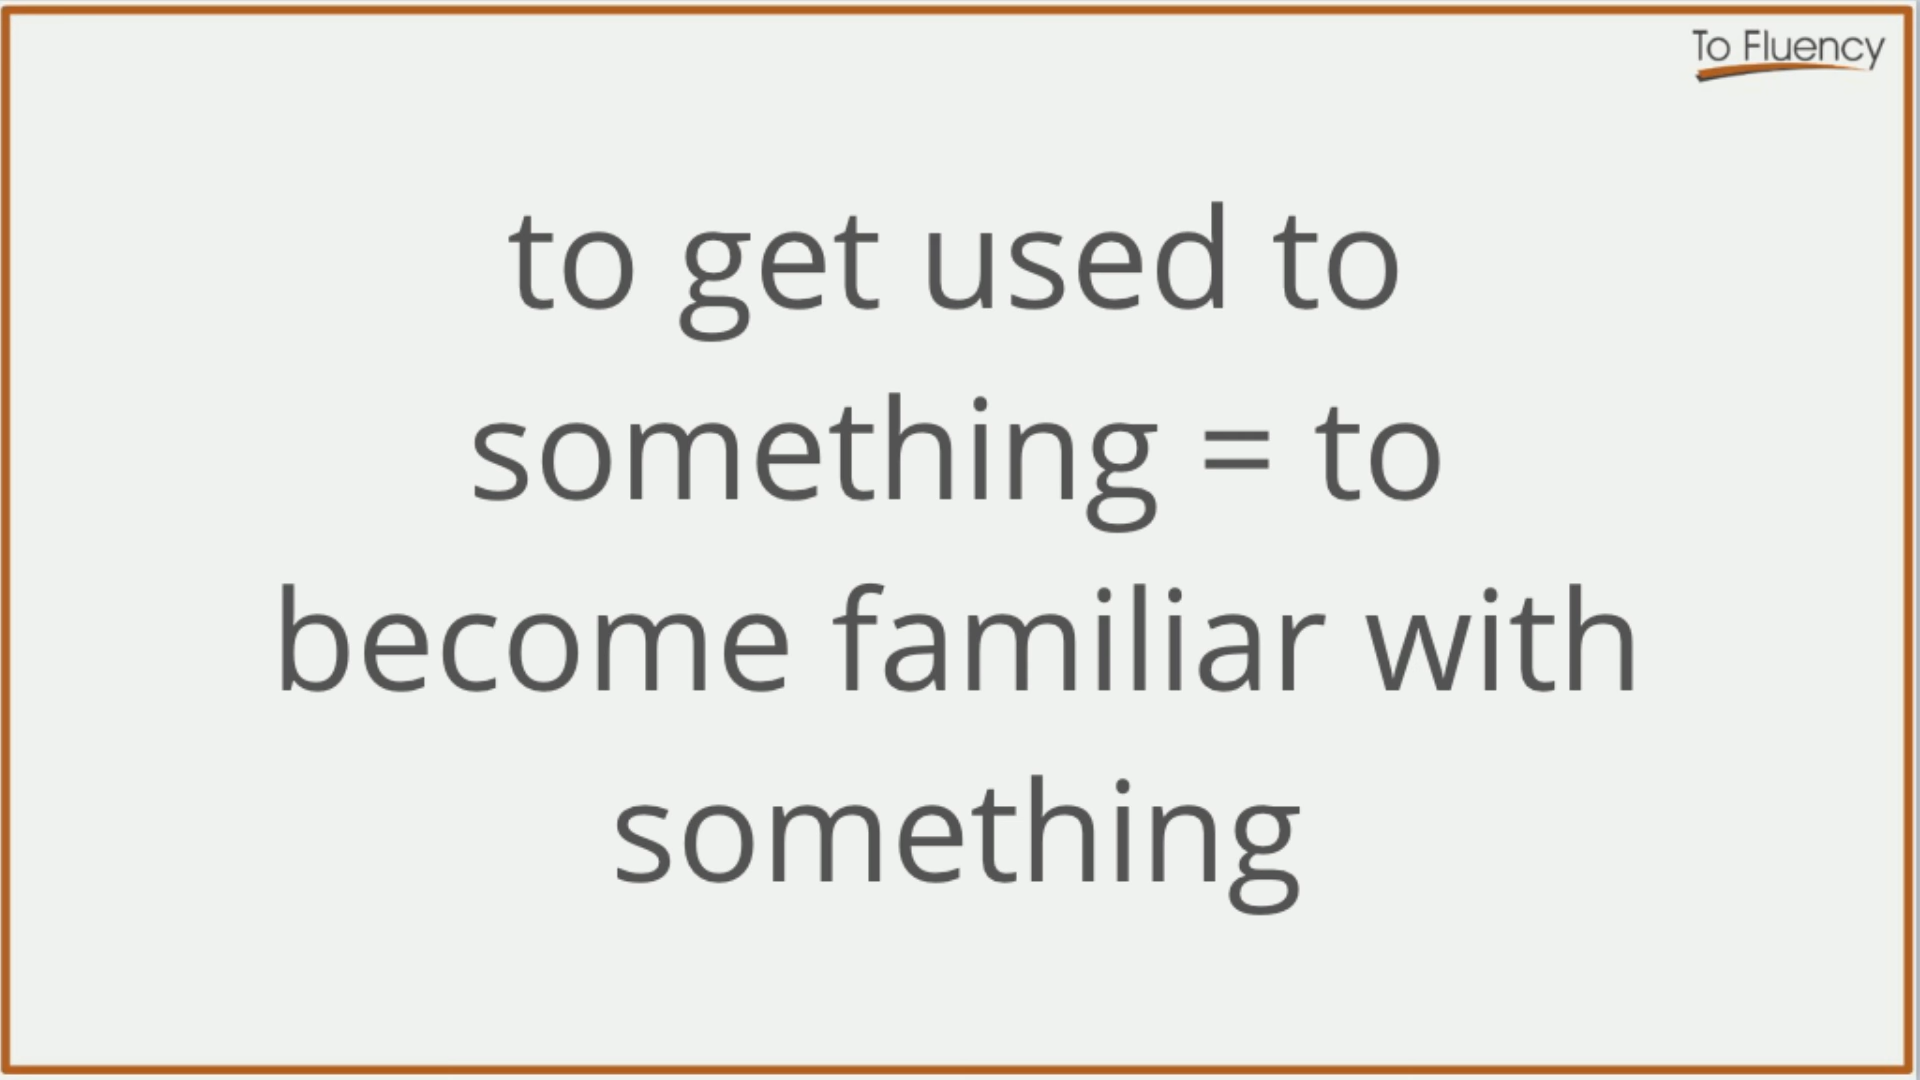 To Fluency
to get used to
something = to
become familiar with
something